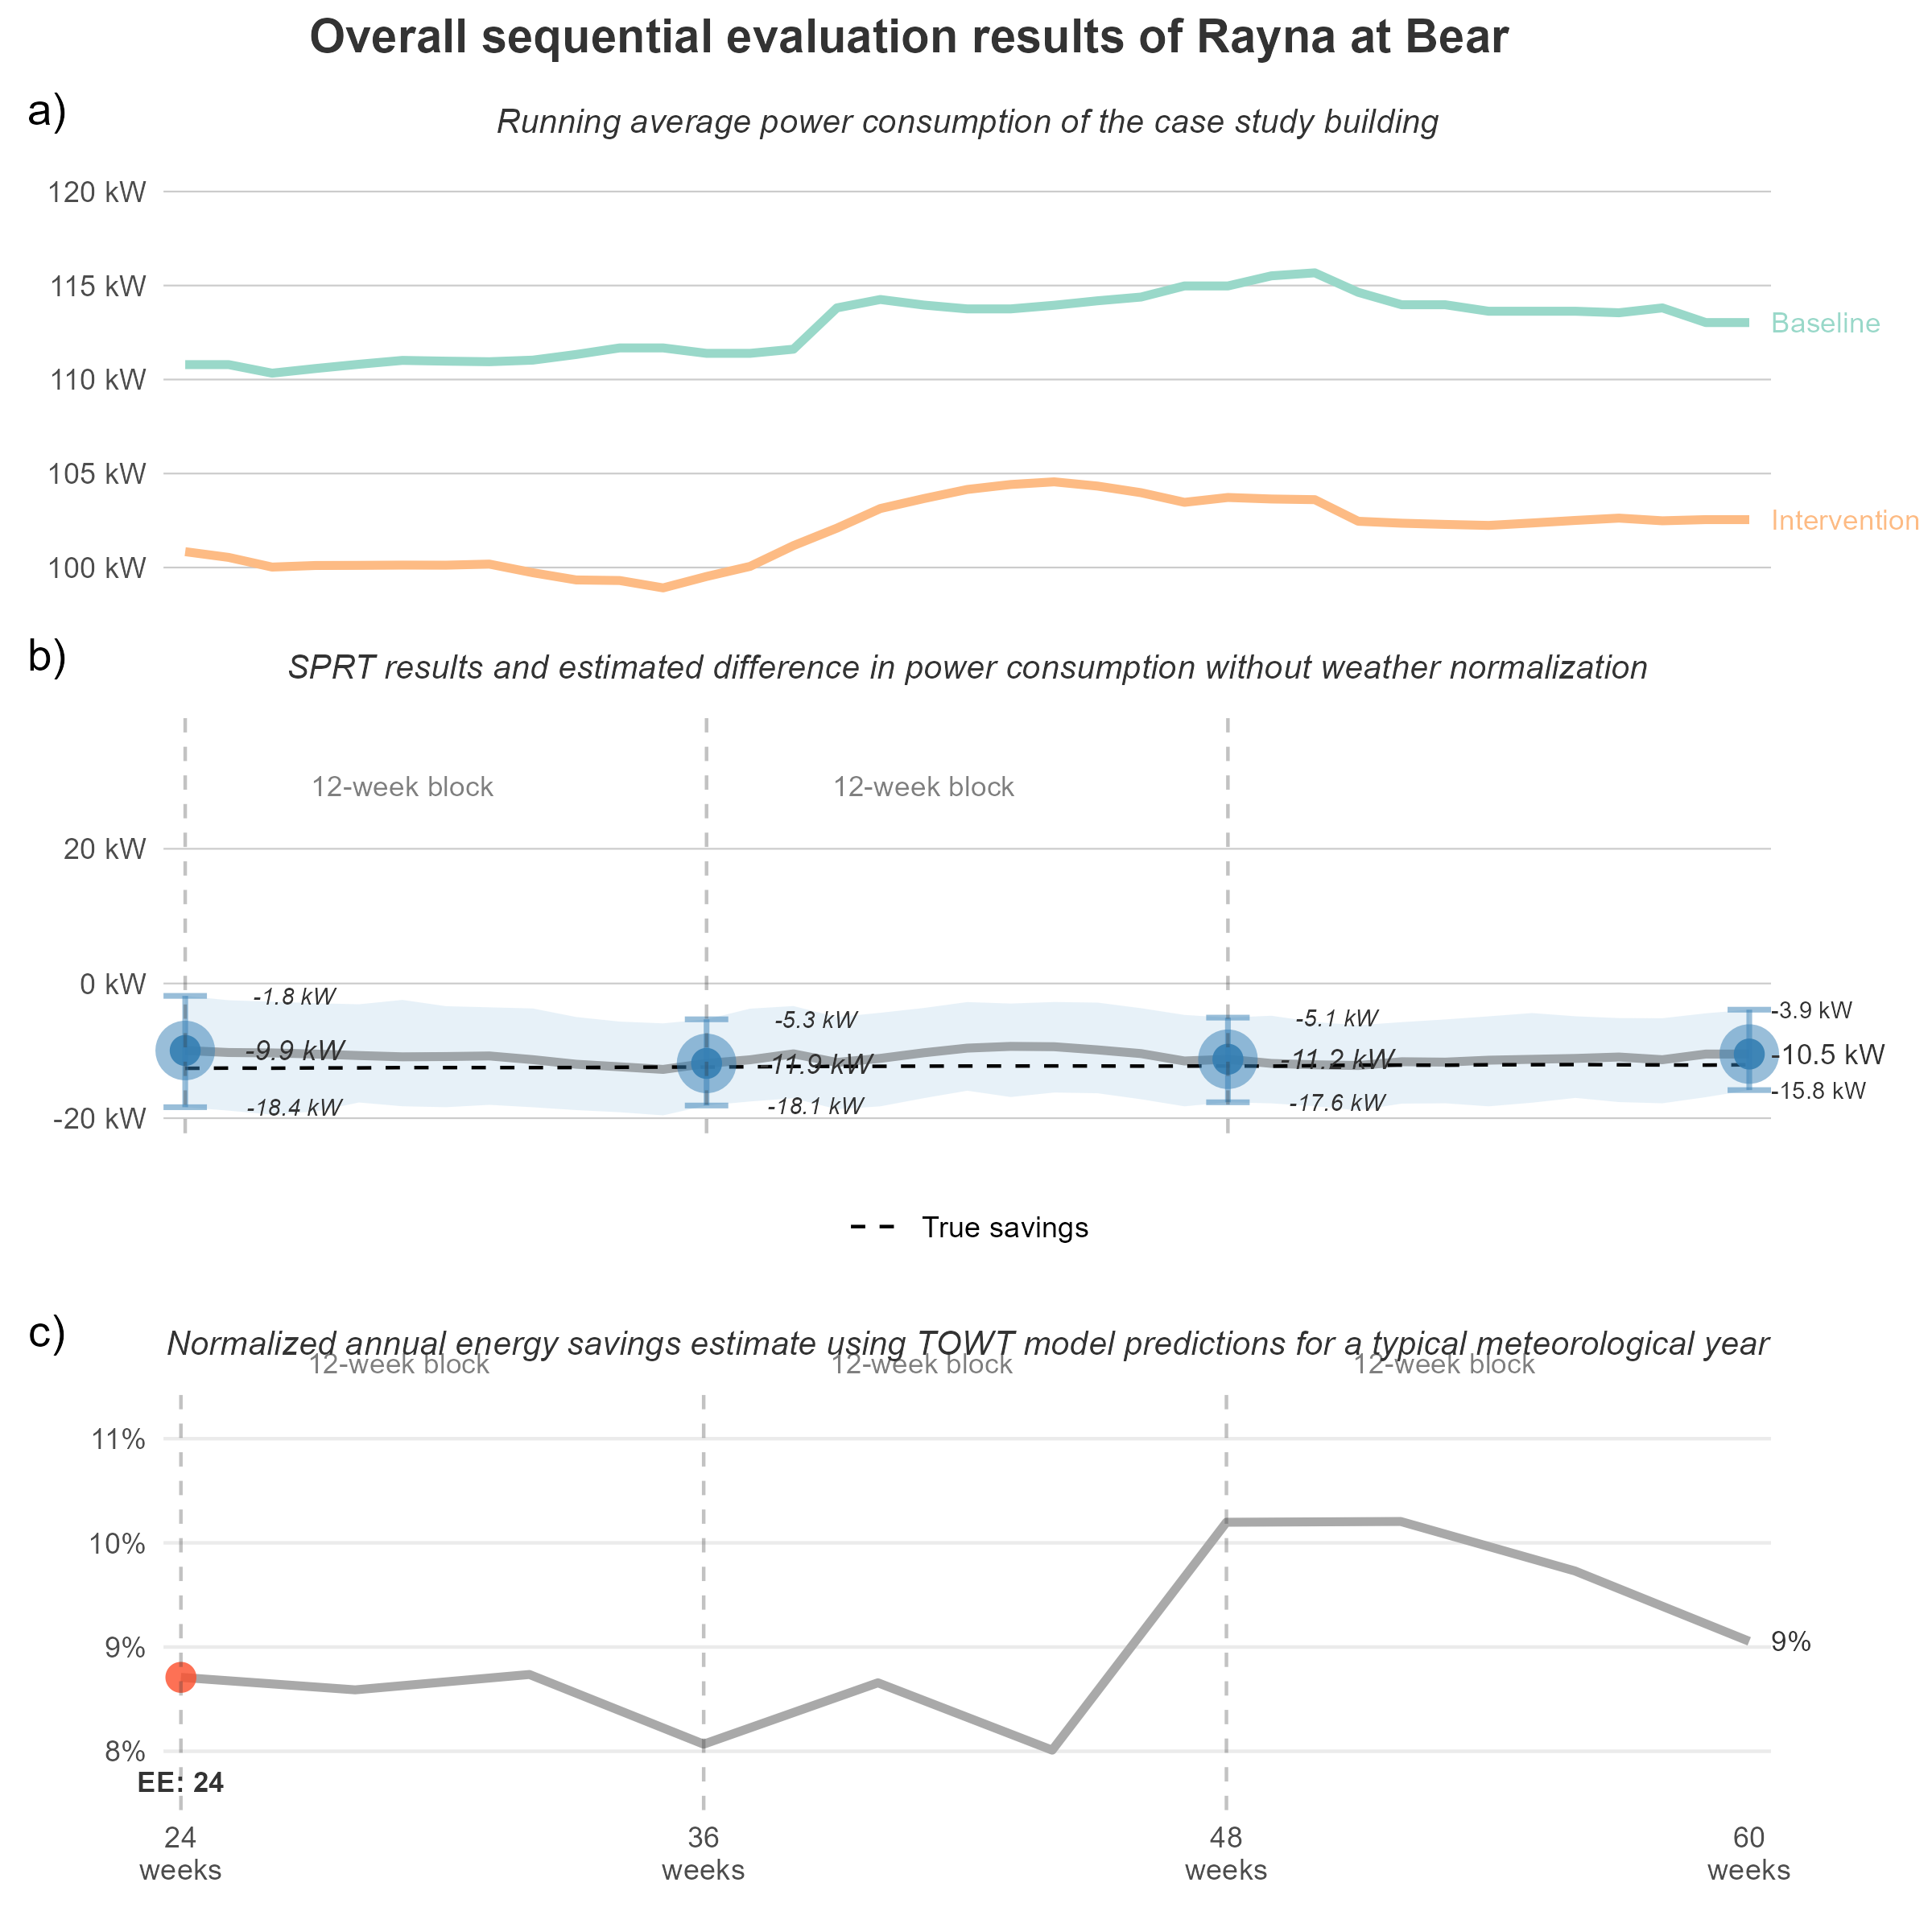 Overall sequential evaluation results of Rayna at Bear
a)
Running average power consumption of the case study building
120 kW
115 kW
110 kW
105 kW
100 kW
Baseline
Intervention
b)
SPRT results and estimated difference in power consumption without weather normalization
12-week block
12-week block
20 kW
0 kW
-20 kW
-1.8 kW
-9.9 kW
-18.4 kW
-5.3 kW
-11.9 kW
-18.1 kW
-5.1 kW
-11.2 kW
-17.6 kW
-3.9 kW
-10.5 kW
-15.8 kW
True savings
c)
Normalized annual energy savings estimate using TOWT model predictions for a typical meteorological year
12-week block
12-week block
12-week block
11%
10%
9%
8%
9%
EE: 24
24
weeks
36
weeks
48
weeks
60
weeks